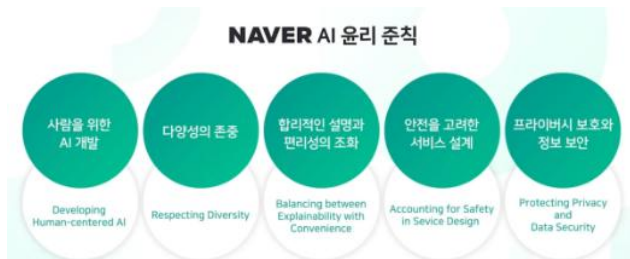 NAVER AI 윤리 준칙
사람을 위한
AI 개발
다양성의 존중
합리적인 설명과
편리성의 조화
안전을 고려한
서비스 설계
프라이버시 보호와
정보 보안
Developing
Human-centered AI
Respecting Diversity
Balancing between
Explainability with
Convenience
Accounting for Safety
in Sevice Design
Protecting Privacy
and
Data Security